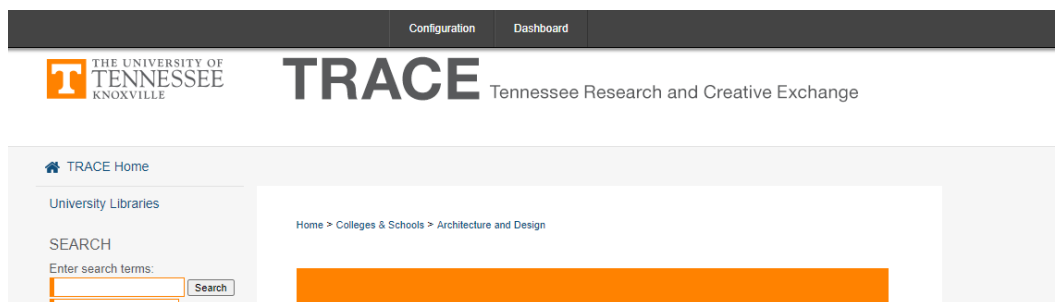 Configuration Dashboard
THE UNIVERSITY OF
TENNESSEE
KNOXVILLE
TRACE Tennessee Research and Creative Exchange
TRACE Home
University Libraries
Home > Colleges & Schools > Architecture and Design
SEARCH
Enter search terms:
Search